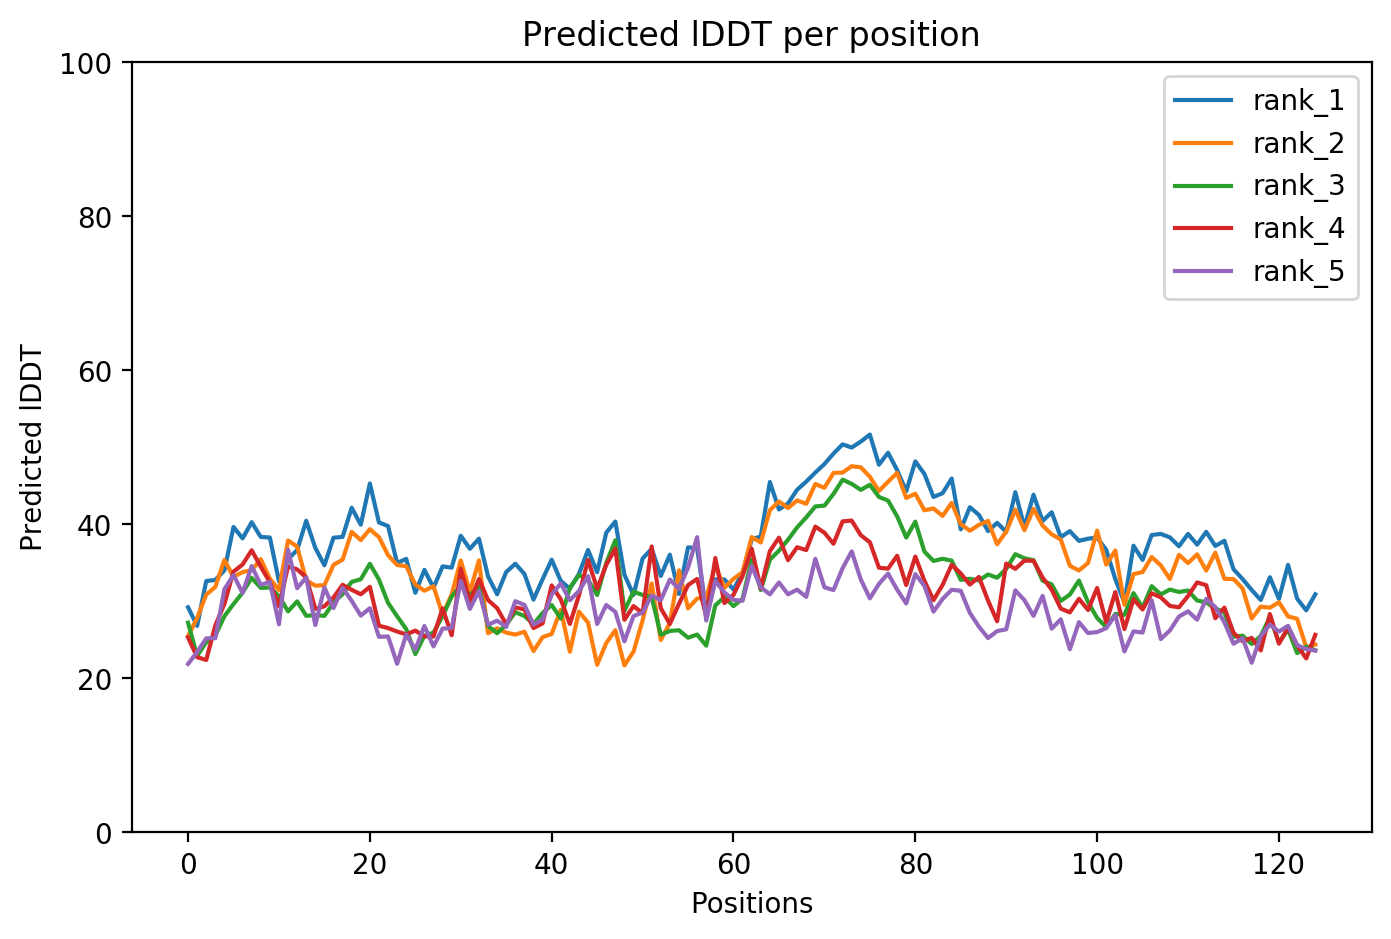 Predicted lDDT per position
100
80
60
40
20
0
Predicted lDDT
rank_1
rank_2
rank_3
rank_4
rank_5
0 20 40 60 80 100 120
Positions